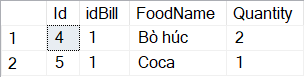 Id idBill FoodName Quantity
1 4 1 Bò húc 2
2 5 1 Coca 1